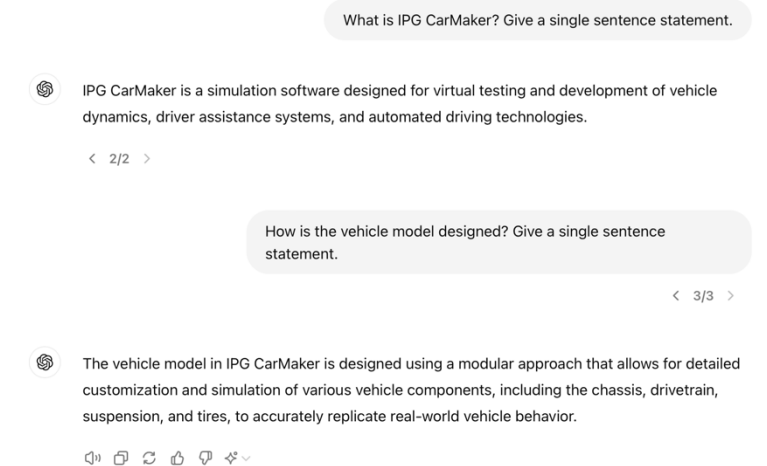 What is IPG CarMaker? Give a single sentence statement.
IPG CarMaker is a simulation software designed for virtual testing and development of vehicle
dynamics, driver assistance systems, and automated driving technologies.
< 2/2 >
How is the vehicle model designed? Give a single sentence
statement.
< 3/3 >
The vehicle model in IPG CarMaker is designed using a modular approach that allows for detailed
customization and simulation of various vehicle components, including the chassis, drivetrain,
suspension, and tires, to accurately replicate real-world vehicle behavior.